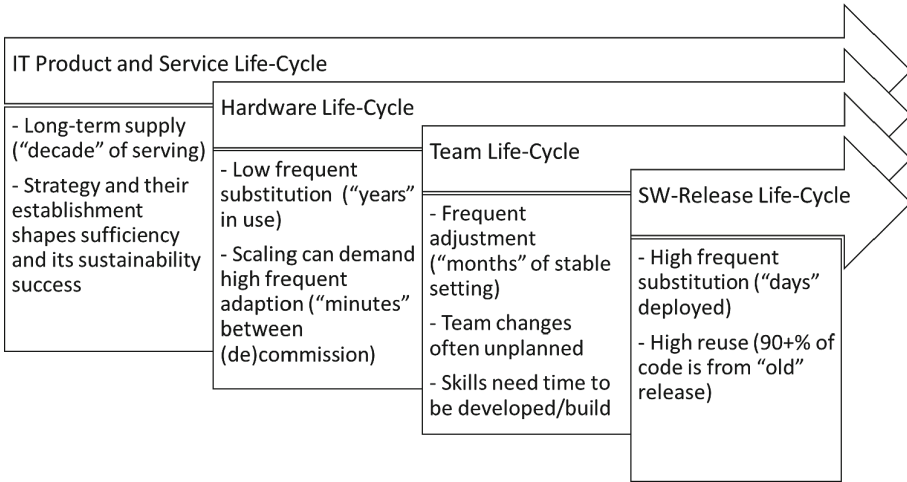 IT Product and Service Life-Cycle
- Long-term supply
(“decade” of serving)
- Strategy and their
establishment
shapes sufficiency
and its sustainability
success
Hardware Life-Cycle
- Low frequent
substitution (“years”
in use)
- Scaling can demand
high frequent
adaption (“minutes”
between
(de)commission)
Team Life-Cycle
- Frequent
adjustment
(“months” of stable
setting)
- Team changes
often unplanned
- Skills need time to
be developed/build
SW-Release Life-Cycle
- High frequent
substitution (“days”
deployed)
- High reuse (90+% of
code is from “old”
release)